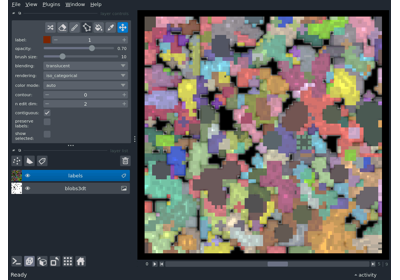 File View Plugins Window Help
label: 1
opacity: 0.70
brush size: 10
blending: translucent
rendering: iso_categorical
color mode: auto
contour: 0
n edit dim: 2
contiguous:
preserve
labels:
show
selected:
labels
blobs3d
Ready
activity